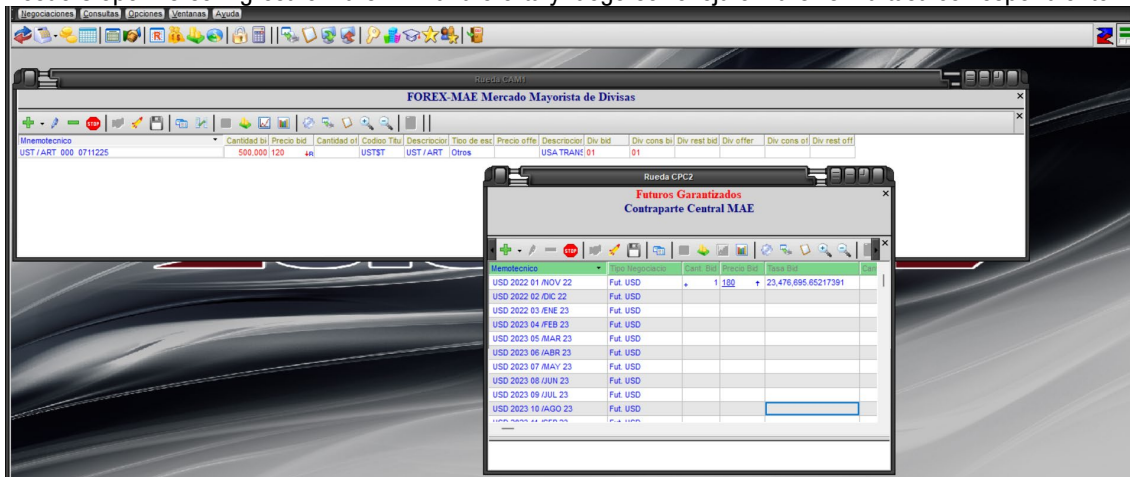 Negociaciones Consultas Opciones Ventanas Ayuda
Rueda CAM1
FOREX-MAE Mercado Mayorista de Divisas
Mnemotecnico Cantidad bi Precio bid Cantidad of Codigo Titu Descripcior Tipo de esc Precio offe Descripcior Div bid Div cons bi Div rest bid Div offer Div cons of Div rest off
UST / ART 000 0711225 500,000 120 UST$T UST / ART Otros USA TRANS 01 01
Rueda CPC2
Futuros Garantizados
Contraparte Central MAE
Memotecnico Tipo Negociacio Cant. Bid Precio Bid Tasa Bid Can
USD 2022 01 /NOV 22 Fut. USD 1 180 23,476,695.65217391
USD 2022 02 /DIC 22 Fut. USD
USD 2022 03 /ENE 23 Fut. USD
USD 2023 04 /FEB 23 Fut. USD
USD 2023 05 /MAR 23 Fut. USD
USD 2023 06 /ABR 23 Fut. USD
USD 2023 07 /MAY 23 Fut. USD
USD 2023 08 /JUN 23 Fut. USD
USD 2023 09 /JUL 23 Fut. USD
USD 2023 10 /AGO 23 Fut. USD